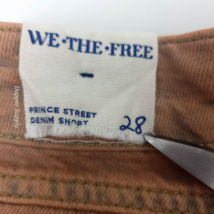 WE·THE·FREE
-
PRINCE STREET
DENIM SHORT
28